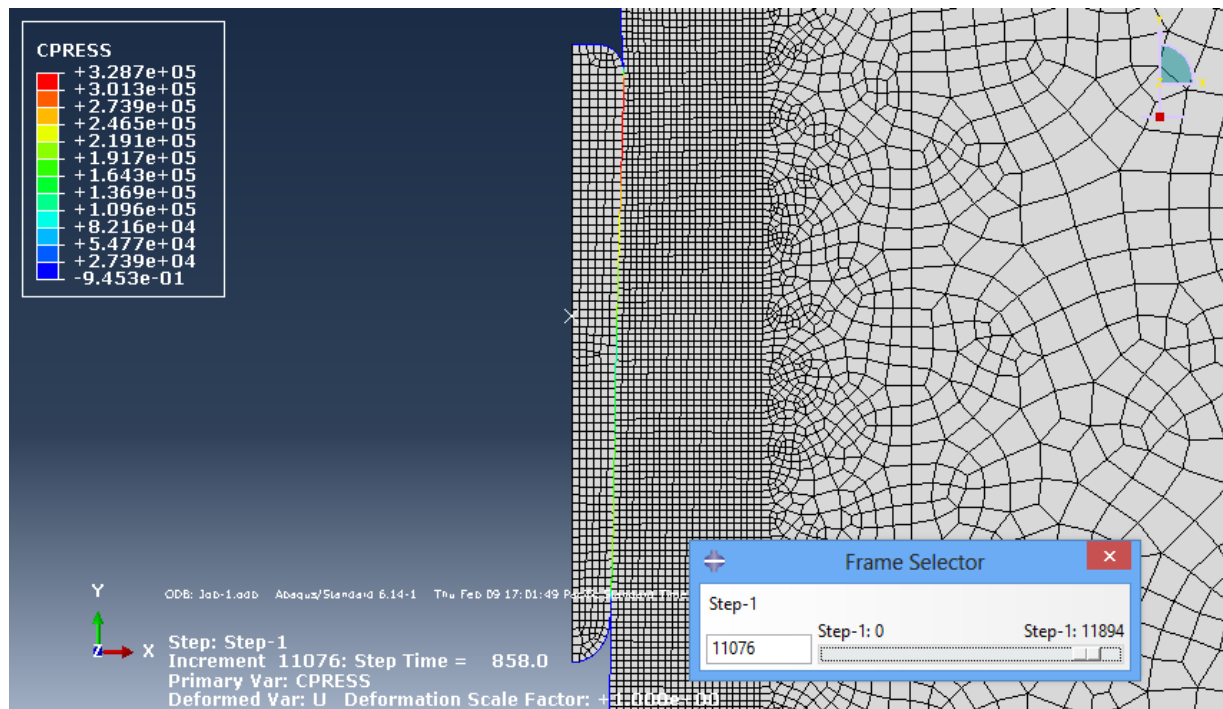 CPRESS
+3.287e+05
+3.013e+05
+2.739e+05
+2.465e+05
+2.191e+05
+1.917e+05
+1.643e+05
+1.369e+05
+1.096e+05
+8.216e+04
+5.477e+04
+2.739e+04
-9.453e-01
Y
Z X
Frame Selector
Step-1
Step-1: 0 Step-1: 11894
11076
ODB: Job-1.odb Abaqus/Standard 6.14-1 Thu Feb 09 17:01:49
Y
Z X
Step: Step-1
Increment 11076: Step Time = 858.0
Primary Var: CPRESS
Deformed Var: U Deformation Scale Factor: